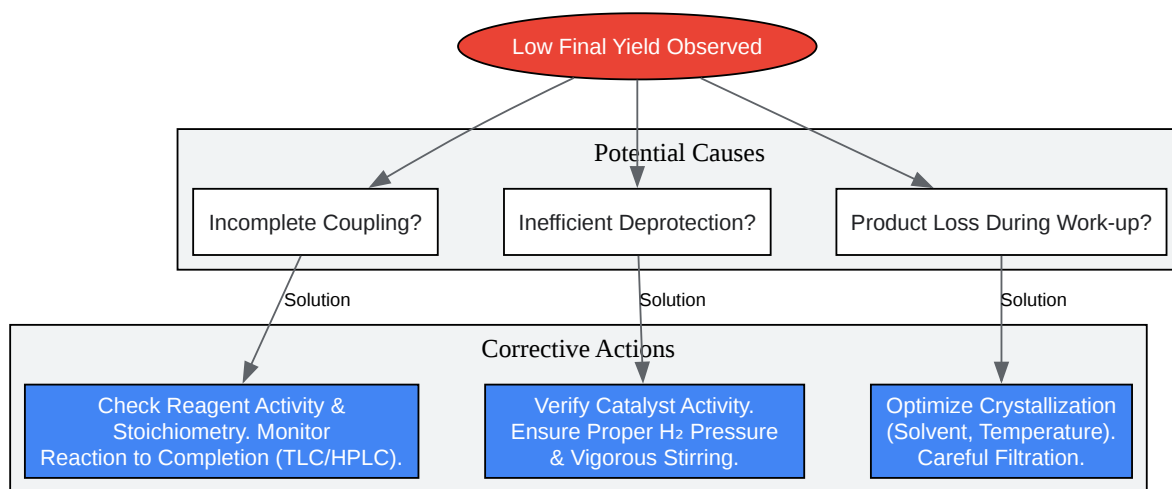 Low Final Yield Observed
Potential Causes
Incomplete Coupling?
Inefficient Deprotection?
Product Loss During Work-up?
Solution
Solution
Solution
Corrective Actions
Check Reagent Activity &
Stoichiometry. Monitor
Reaction to Completion (TLC/HPLC).
Verify Catalyst Activity.
Ensure Proper H₂ Pressure
& Vigorous Stirring.
Optimize Crystallization
(Solvent, Temperature).
Careful Filtration.